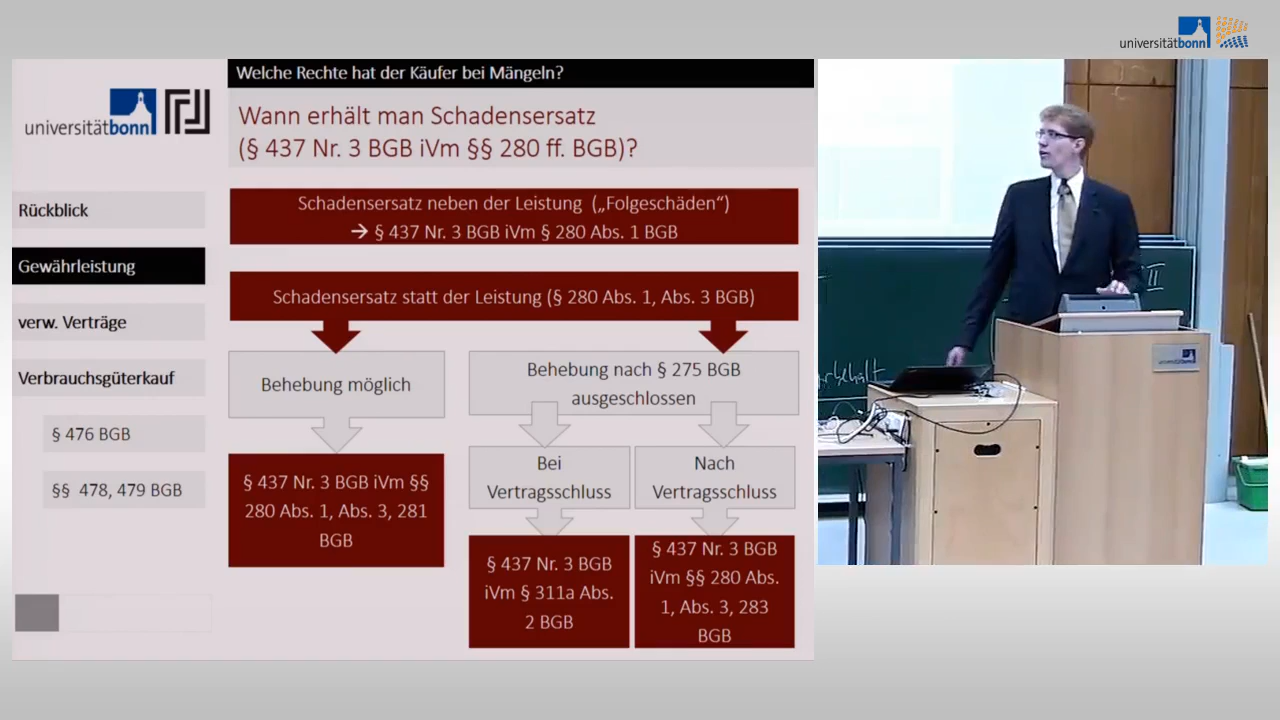 universitätbonn
Welche Rechte hat der Käufer bei Mängeln?
universitätbonn
Wann erhält man Schadensersatz
(§ 437 Nr. 3 BGB iVm §§ 280 ff. BGB)?
Rückblick
Gewährleistung
verw. Verträge
Verbrauchsgüterkauf
§ 476 BGB
§§ 478, 479 BGB
Schadensersatz neben der Leistung („Folgeschäden“)
→ § 437 Nr. 3 BGB iVm § 280 Abs. 1 BGB
Schadensersatz statt der Leistung (§ 280 Abs. 1, Abs. 3 BGB)
Behebung möglich
Behebung nach § 275 BGB
ausgeschlossen
§ 437 Nr. 3 BGB iVm §§
280 Abs. 1, Abs. 3, 281
BGB
Bei
Vertragsschluss
Nach
Vertragsschluss
§ 437 Nr. 3 BGB
iVm § 311a Abs.
2 BGB
§ 437 Nr. 3 BGB
iVm §§ 280 Abs.
1, Abs. 3, 283
BGB
II